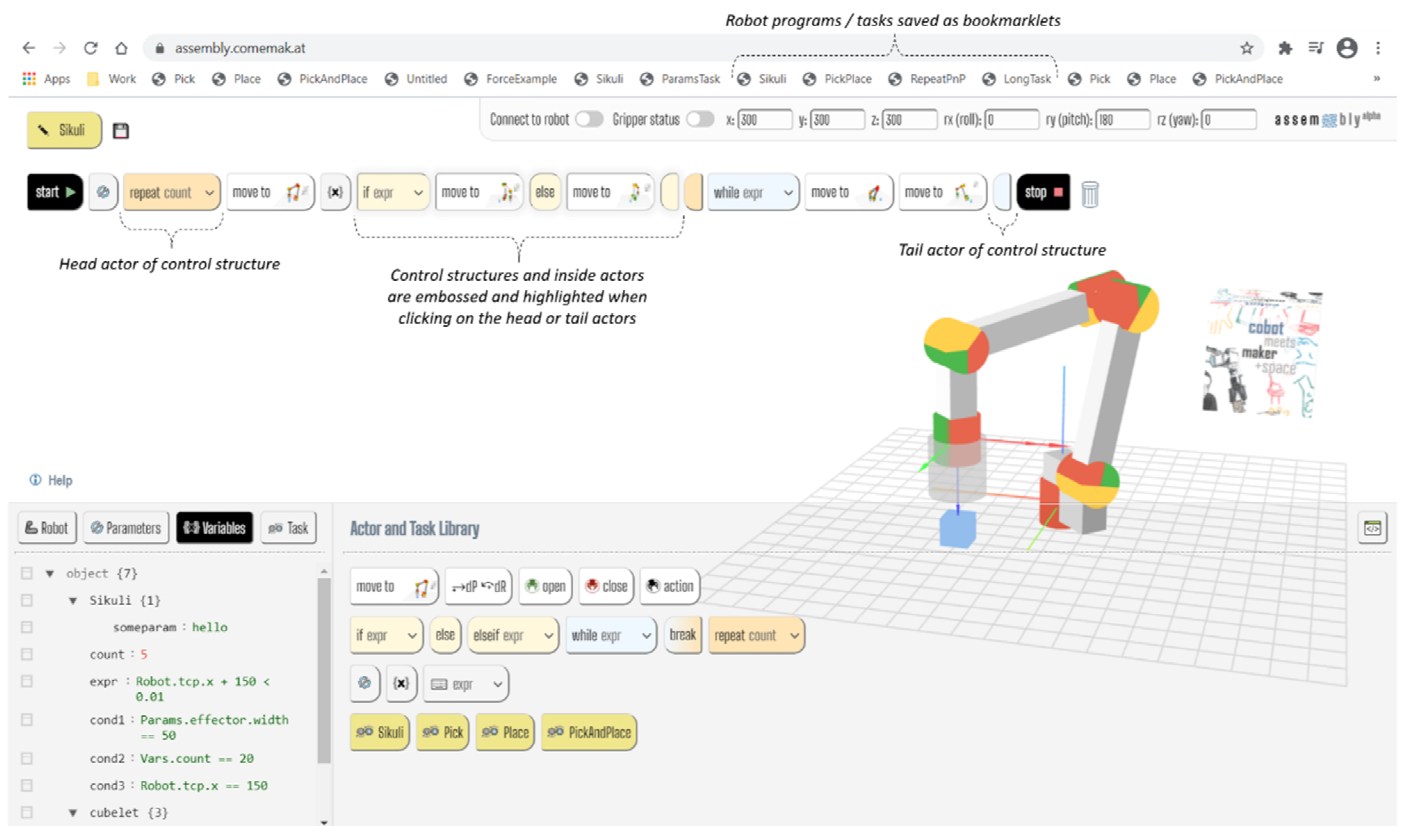 Robot programs / tasks saved as bookmarklets
assembly.comemak.at
Apps Work Pick Place PickAndPlace Untitled ForceExample Sikuli ParamsTask Sikuli PickPlace RepeatPnP LongTask Pick Place PickAndPlace »
Sikuli
Connect to robot Gripper status x: 300 y: 300 z: 300 rx (roll): 0 ry (pitch): 180 rz (yaw): 0 assembly alpha
start repeat count move to {x} if expr move to else move to while expr move to move to stop
Head actor of control structure
Control structures and inside actors
are embossed and highlighted when
clicking on the head or tail actors
Tail actor of control structure
cobot
meets
maker
+space
Help
Robot Parameters {x} Variables Task
Actor and Task Library
object {7}
Sikuli {1}
someparam : hello
count : 5
expr : Robot.tcp.x + 150 <
0.01
cond1 : Params.effector.width
== 50
cond2 : Vars.count == 20
cond3 : Robot.tcp.x == 150
cubelet {3}
move to →dP dR open close action
if expr else elseif expr while expr break repeat count
{x} expr
Sikuli Pick Place PickAndPlace